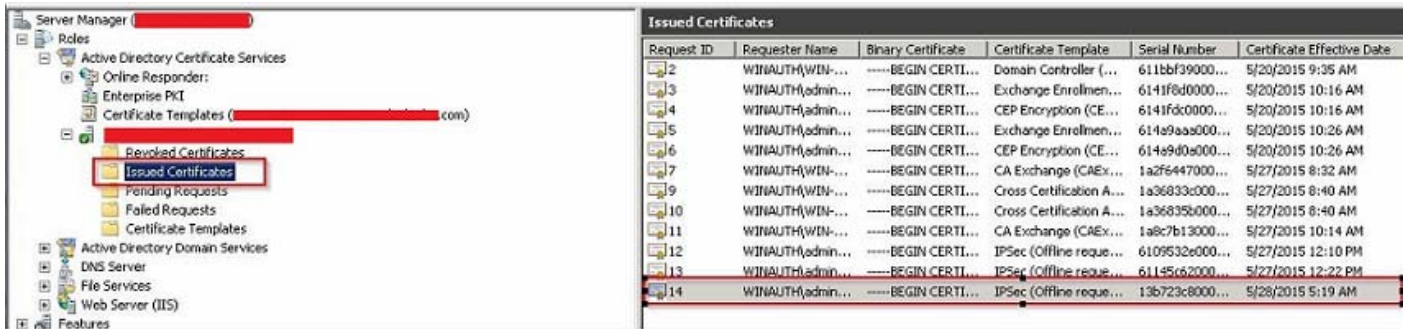 Server Manager (
Roles
Active Directory Certificate Services
Online Responder:
Enterprise PKI
Certificate Templates ( .com)
Revoked Certificates
Issued Certificates
Pending Requests
Failed Requests
Certificate Templates
Active Directory Domain Services
DNS Server
File Services
Web Server (IIS)
Features
Issued Certificates
Request ID Requester Name Binary Certificate Certificate Template Serial Number Certificate Effective Date
2 WINAUTH\WIN-... -----BEGIN CERTI... Domain Controller (... 611bbf39000... 5/20/2015 9:35 AM
3 WINAUTH\admin... -----BEGIN CERTI... Exchange Enrollmen... 6141f8d0000... 5/20/2015 10:16 AM
4 WINAUTH\admin... -----BEGIN CERTI... CEP Encryption (CE... 6141fdc0000... 5/20/2015 10:16 AM
5 WINAUTH\admin... -----BEGIN CERTI... Exchange Enrollmen... 614a9aaa000... 5/20/2015 10:26 AM
6 WINAUTH\admin... -----BEGIN CERTI... CEP Encryption (CE... 614a9d0a000... 5/20/2015 10:26 AM
7 WINAUTH\WIN-... -----BEGIN CERTI... CA Exchange (CAEx... 1a2f6447000... 5/27/2015 8:32 AM
9 WINAUTH\WIN-... -----BEGIN CERTI... Cross Certification A... 1a36833c000... 5/27/2015 8:40 AM
10 WINAUTH\WIN-... -----BEGIN CERTI... Cross Certification A... 1a36835b000... 5/27/2015 8:40 AM
11 WINAUTH\WIN-... -----BEGIN CERTI... CA Exchange (CAEx... 1a8c7b13000... 5/27/2015 10:14 AM
12 WINAUTH\admin... -----BEGIN CERTI... IPSec (Offline reque... 6109532e000... 5/27/2015 12:10 PM
13 WINAUTH\admin... -----BEGIN CERTI... IPSec (Offline reque... 61145c62000... 5/27/2015 12:22 PM
14 WINAUTH\admin... -----BEGIN CERTI... IPSec (Offline reque... 13b723c8000... 5/28/2015 5:19 AM